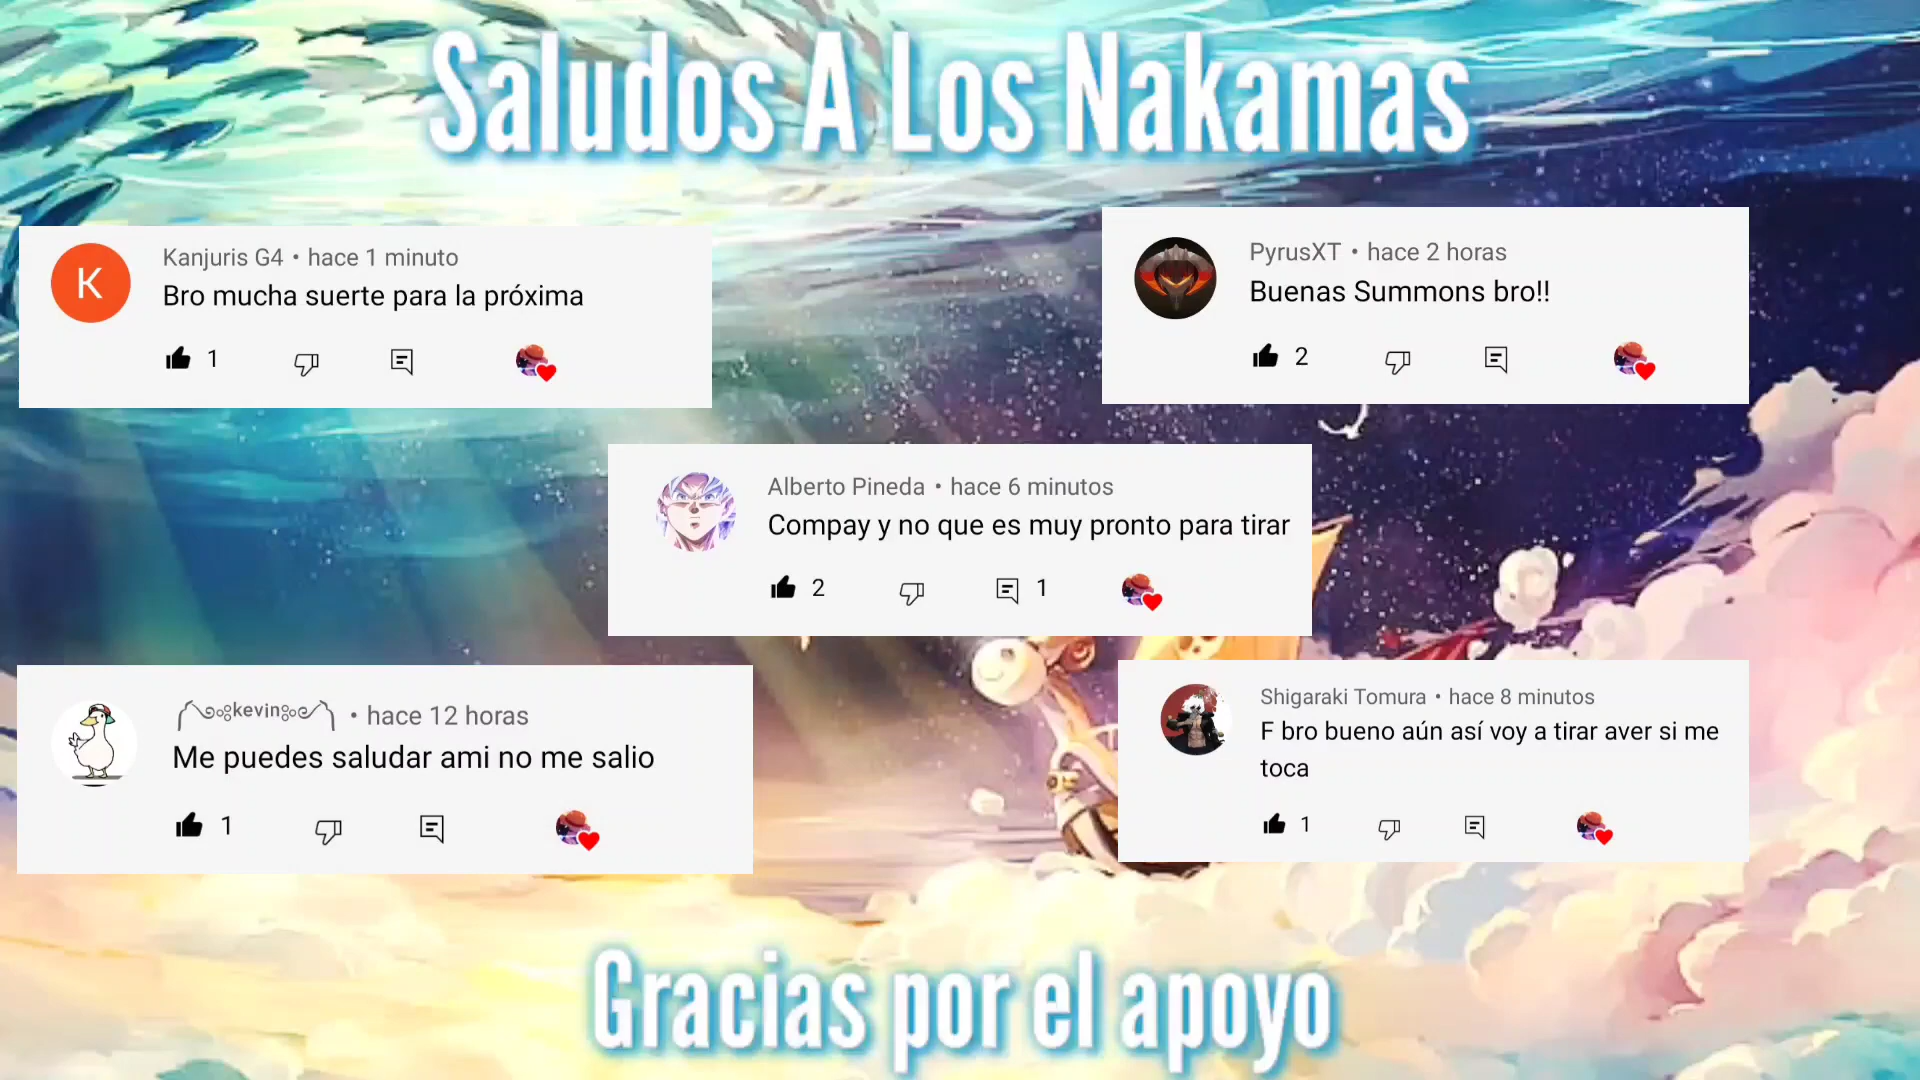 Saludos A Los Nakamas
K
Kanjuris G4 • hace 1 minuto
Bro mucha suerte para la próxima
1
PyrusXT • hace 2 horas
Buenas Summons bro!!
2
Alberto Pineda • hace 6 minutos
Compay y no que es muy pronto para tirar
2 1
kevin • hace 12 horas
Me puedes saludar ami no me salio
1
Shigaraki Tomura • hace 8 minutos
F bro bueno aún así voy a tirar aver si me
toca
1
Gracias por el apoyo